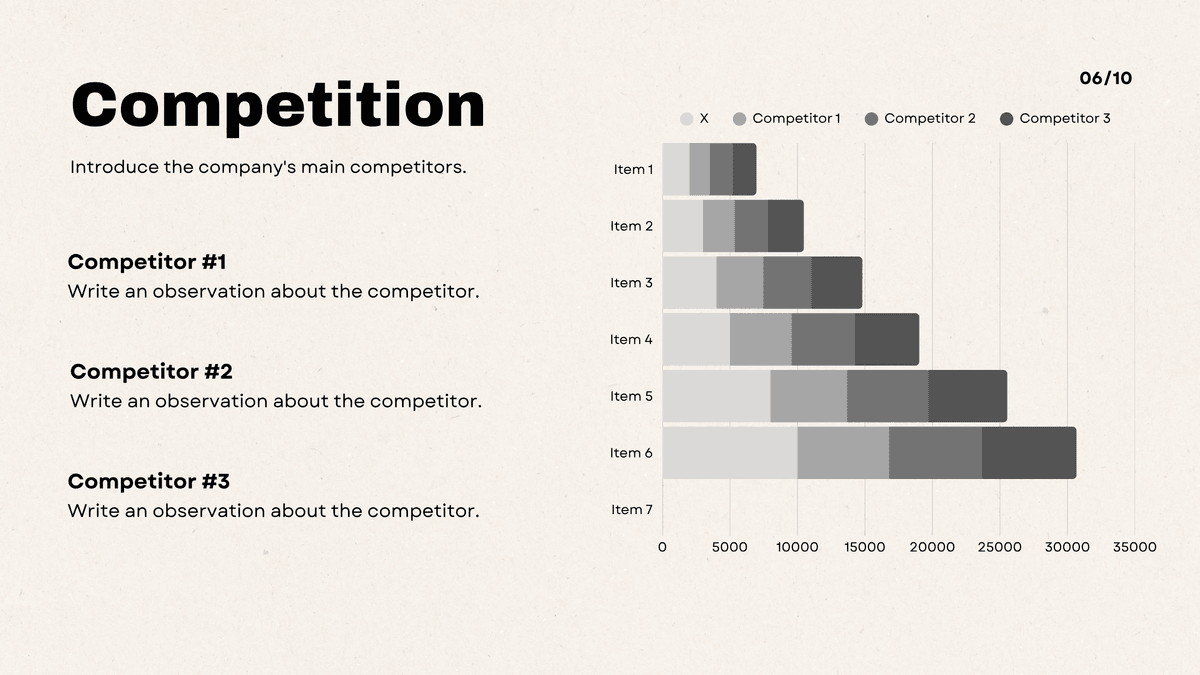 Competition
Introduce the company's main competitors.
Competitor #1
Write an observation about the competitor.
Competitor #2
Write an observation about the competitor.
Competitor #3
Write an observation about the competitor.
06/10
X Competitor 1 Competitor 2 Competitor 3
Item 1
Item 2
Item 3
Item 4
Item 5
Item 6
Item 7
0 5000 10000 15000 20000 25000 30000 35000